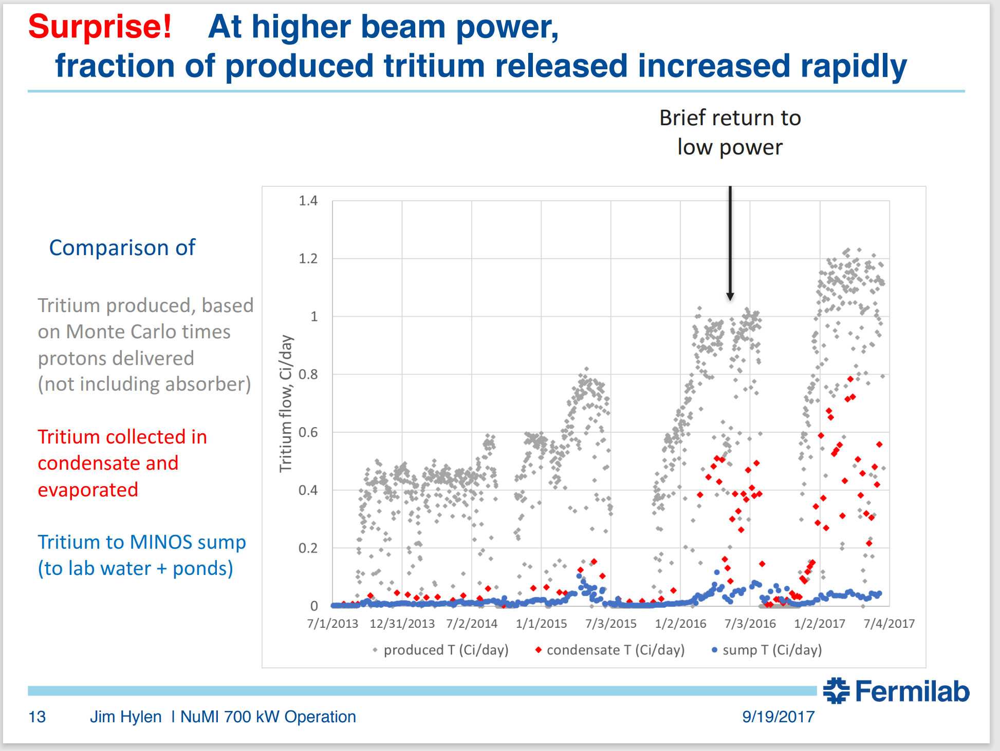 Surprise! At higher beam power,
fraction of produced tritium released increased rapidly
Brief return to
low power
Comparison of
Tritium produced, based
on Monte Carlo times
protons delivered
(not including absorber)
Tritium collected in
condensate and
evaporated
Tritium to MINOS sump
(to lab water + ponds)
Tritium flow, Ci/day
1.4
1.2
1
0.8
0.6
0.4
0.2
0
7/1/2013 12/31/2013 7/2/2014 1/1/2015 7/3/2015 1/2/2016 7/3/2016 1/2/2017 7/4/2017
produced T (Ci/day) condensate T (Ci/day) sump T (Ci/day)
Fermilab
13 Jim Hylen | NuMI 700 kW Operation 9/19/2017